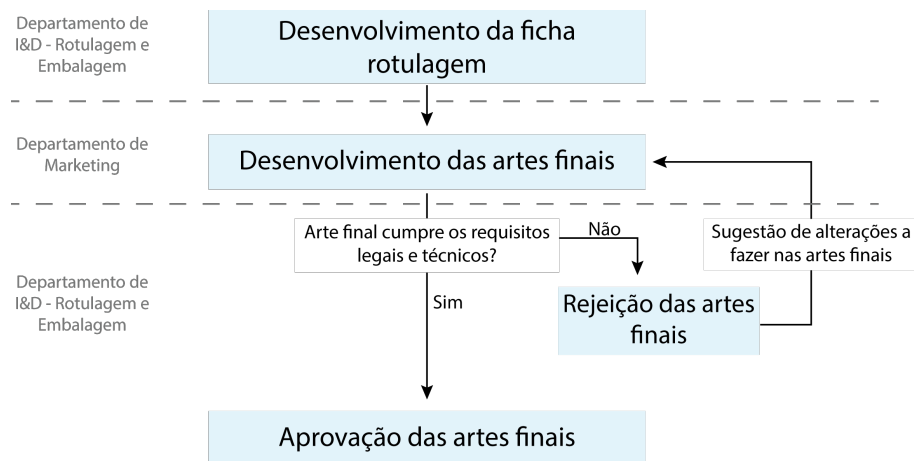 Departamento de
I&D - Rotulagem e
Embalagem
Desenvolvimento da ficha
rotulagem
Departamento de
Marketing
Desenvolvimento das artes finais
Arte final cumpre os requisitos
legais e técnicos?
Não
Sugestão de alterações a
fazer nas artes finais
Departamento de
I&D - Rotulagem e
Embalagem
Sim
Rejeição das artes
finais
Aprovação das artes finais